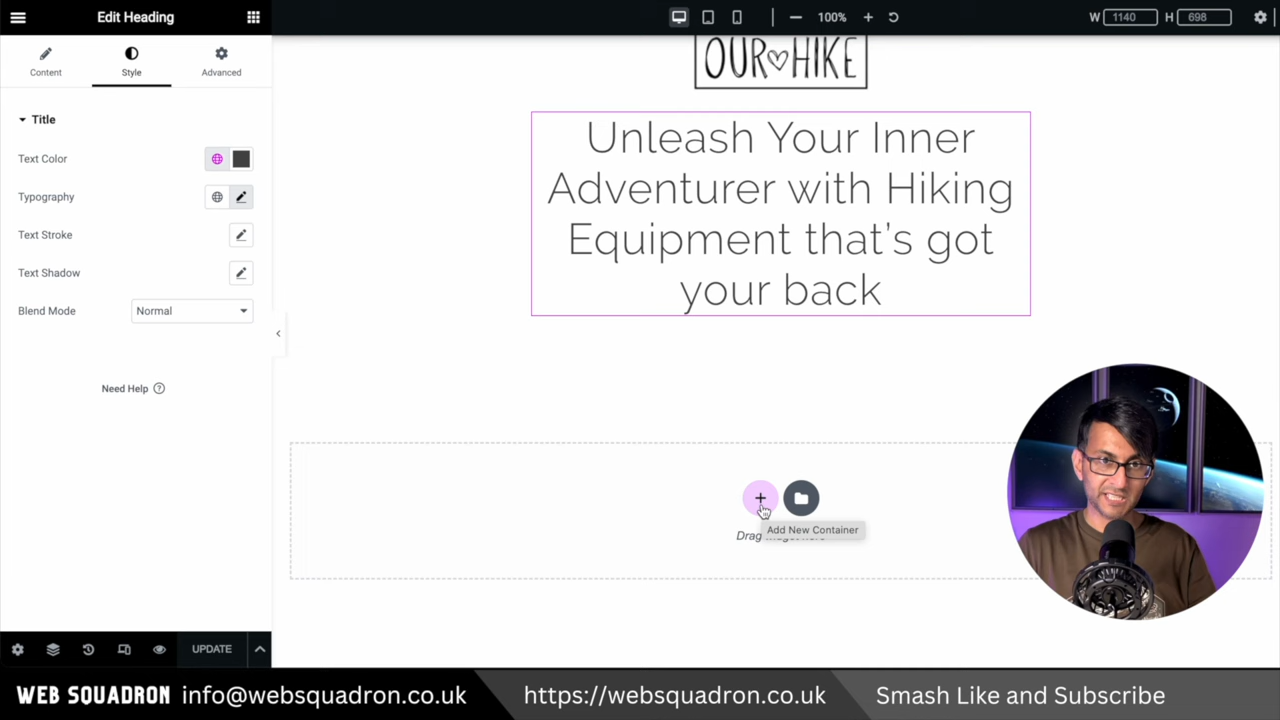 Edit Heading
100%
W 1140 H 698
Content
Style
Advanced
OUR HIKE
Title
Unleash Your Inner
Adventurer with Hiking
Equipment that's got
your back
Text Color
Typography
Text Stroke
Text Shadow
Blend Mode
Normal
Need Help
Add New Container
Drag
UPDATE
WEB SQUADRON info@websquadron.co.uk
https://websquadron.co.uk
Smash Like and Subscribe